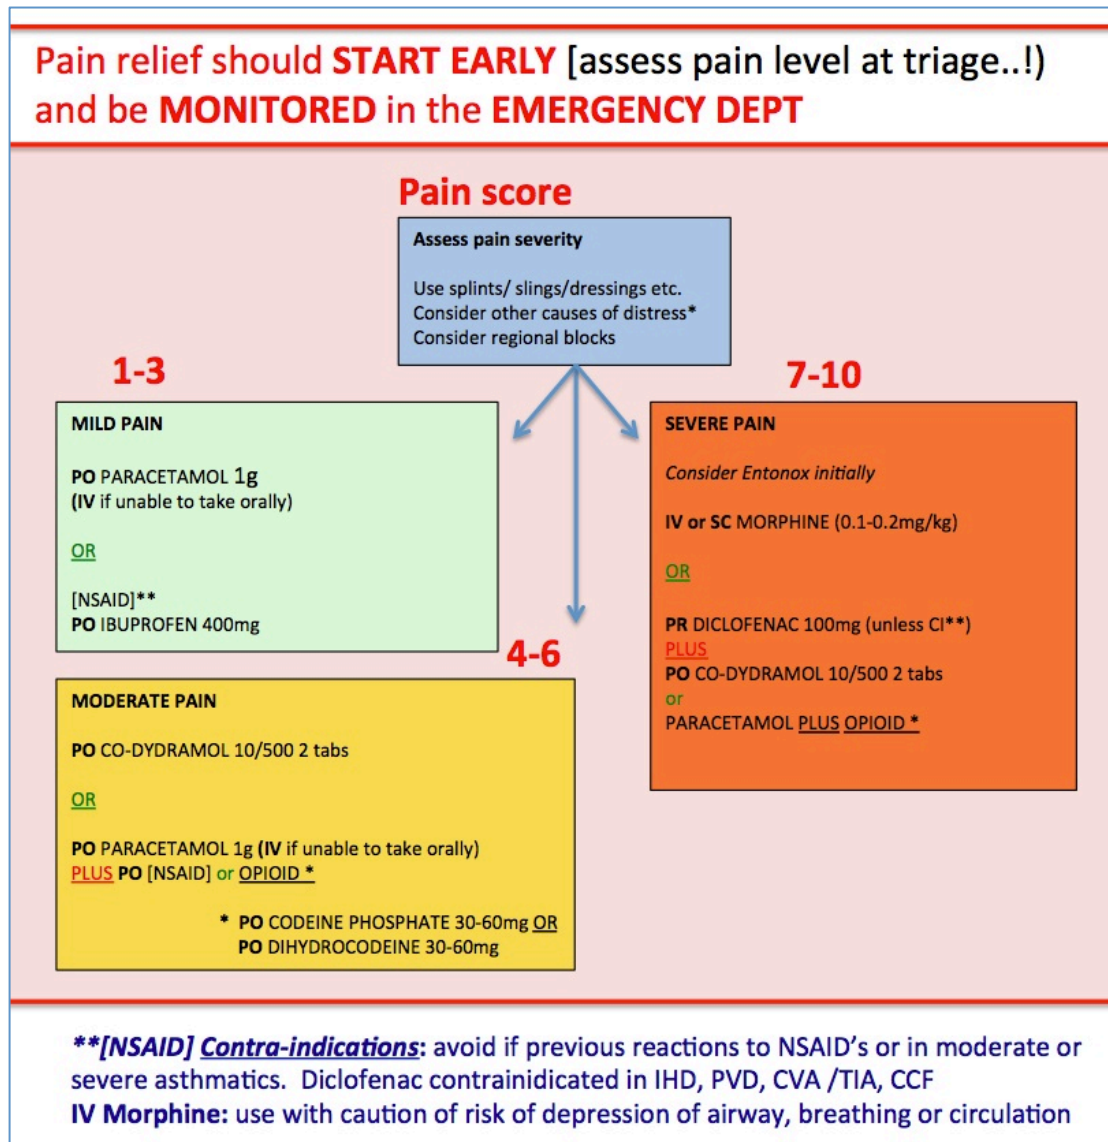 Pain relief should START EARLY [assess pain level at triage..!)
and be MONITORED in the EMERGENCY DEPT
Pain score
Assess pain severity
Use splints/ slings/dressings etc.
Consider other causes of distress*
Consider regional blocks
1-3
MILD PAIN
PO PARACETAMOL 1g
(IV if unable to take orally)
OR
[NSAID]**
PO IBUPROFEN 400mg
4-6
MODERATE PAIN
PO CO-DYDRAMOL 10/500 2 tabs
OR
PO PARACETAMOL 1g (IV if unable to take orally)
PLUS PO [NSAID] or OPIOID *
* PO CODEINE PHOSPHATE 30-60mg OR
PO DIHYDROCODEINE 30-60mg
7-10
SEVERE PAIN
Consider Entonox initially
IV or SC MORPHINE (0.1-0.2mg/kg)
OR
PR DICLOFENAC 100mg (unless CI**)
PLUS
PO CO-DYDRAMOL 10/500 2 tabs
or
PARACETAMOL PLUS OPIOID *
**[NSAID] Contra-indications: avoid if previous reactions to NSAID's or in moderate or
severe asthmatics. Diclofenac contrainidicated in IHD, PVD, CVA /TIA, CCF
IV Morphine: use with caution of risk of depression of airway, breathing or circulation